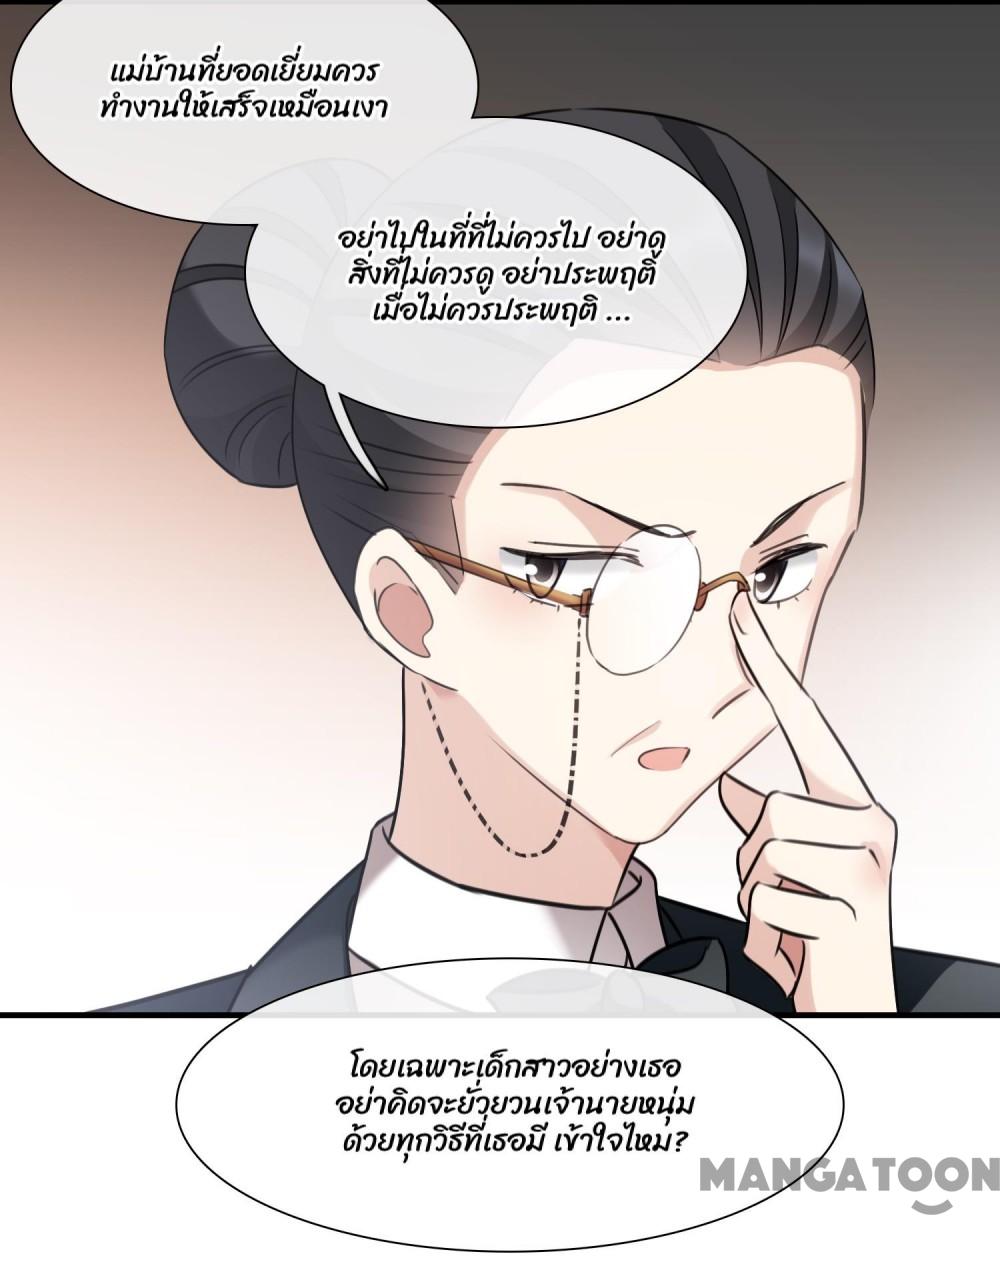 แม่บ้านที่ยอดเยี่ยมควร
ทำงานให้เสร็จเหมือนเงา
อย่าไปในที่ที่ไม่ควรไป อย่าดู
สิ่งที่ไม่ควรดู อย่าประพฤติ
เมื่อไม่ควรประพฤติ ...
โดยเฉพาะเด็กสาวอย่างเธอ
อย่าคิดจะยั่วยวนเจ้านายหนุ่ม
ด้วยทุกวิธีที่เธอมี เข้าใจไหม?
MANGATOON